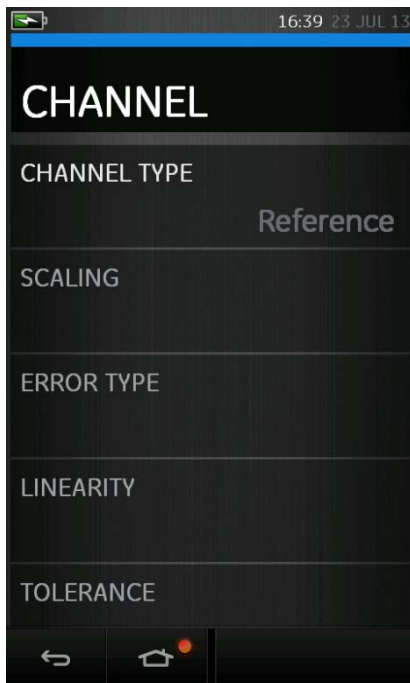 16:39 23 JUL 13
CHANNEL
CHANNEL TYPE
Reference
SCALING
ERROR TYPE
LINEARITY
TOLERANCE